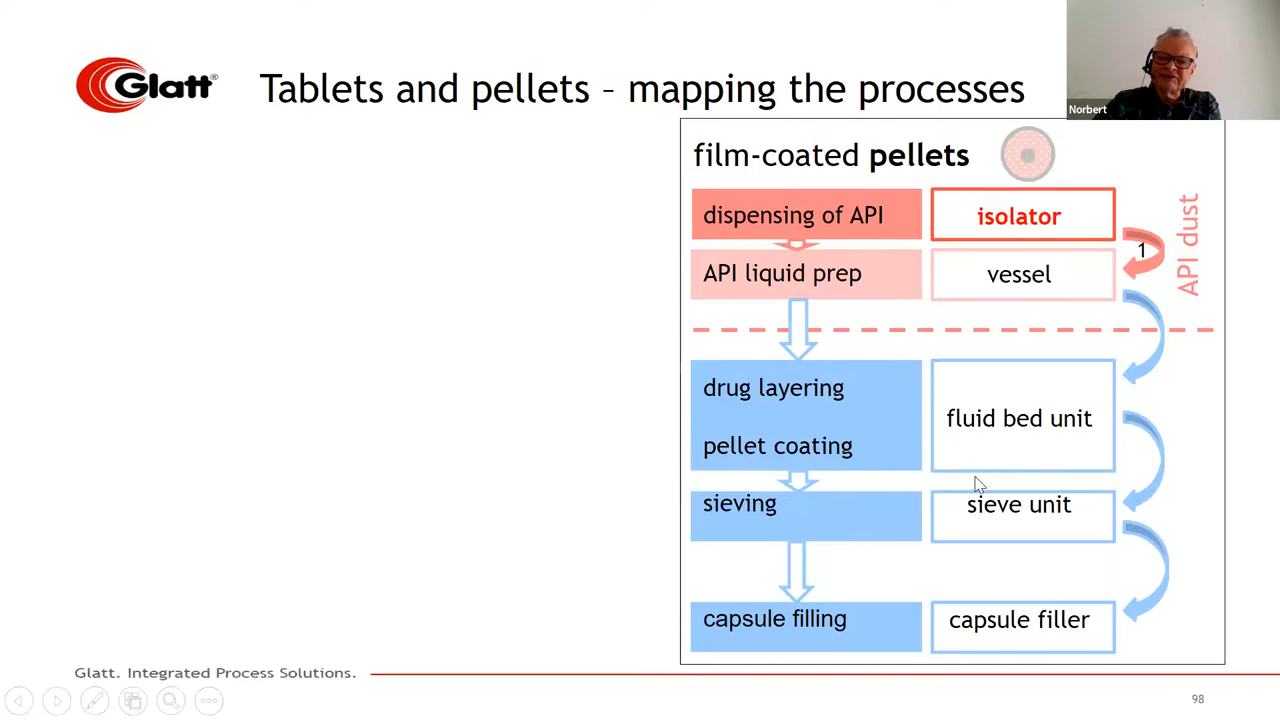 Glatt®
Tablets and pellets – mapping the processes
Norbert
film-coated pellets
dispensing of API
isolator
API liquid prep
vessel
1
API dust
drug layering
pellet coating
fluid bed unit
sieving
sieve unit
capsule filling
capsule filler
Glatt. Integrated Process Solutions.
98